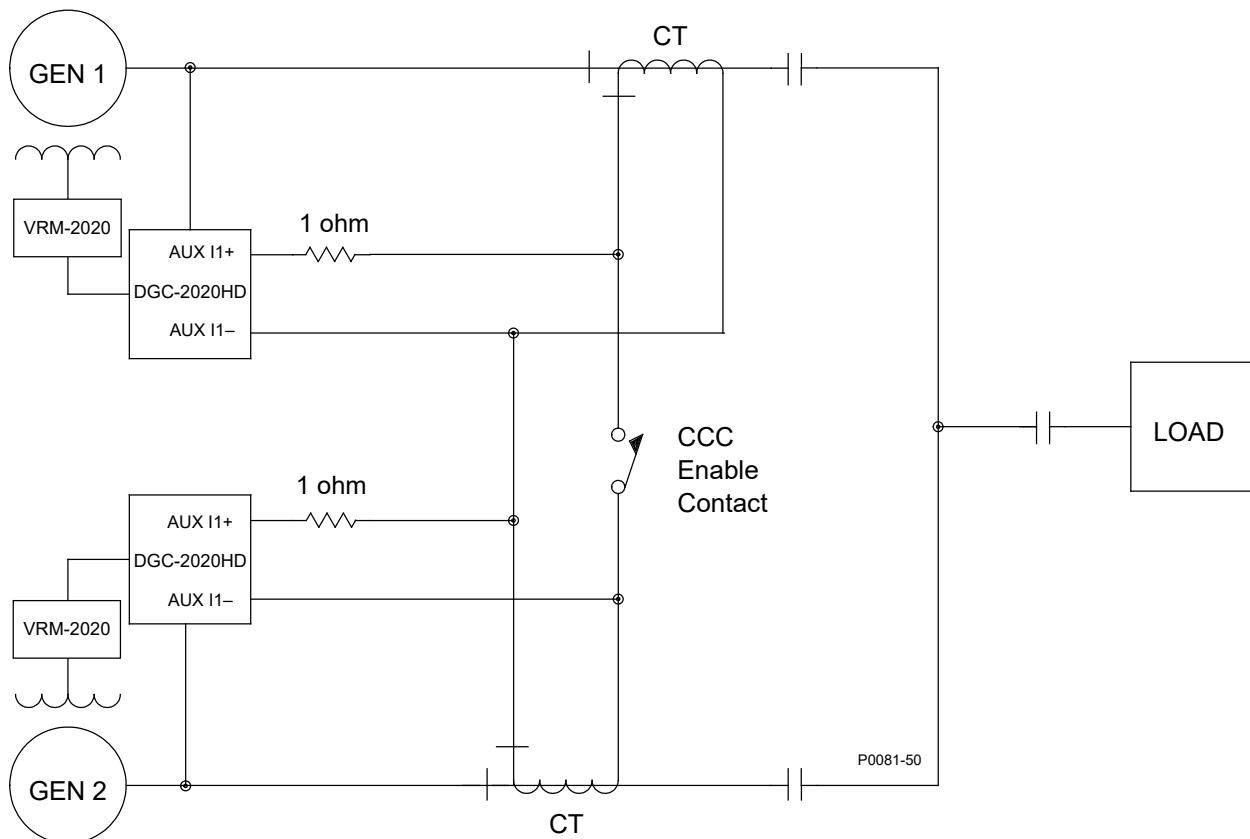 CT
GEN 1
VRM-2020
1 ohm
AUX I1+
DGC-2020HD
AUX I1–
CCC
Enable
Contact
LOAD
1 ohm
AUX I1+
DGC-2020HD
AUX I1–
VRM-2020
P0081-50
GEN 2
CT